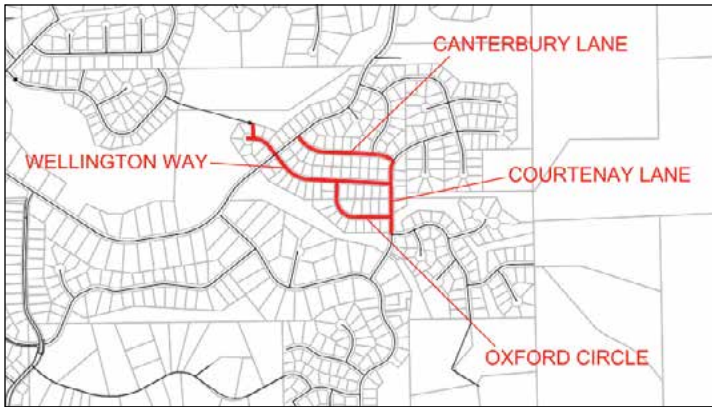 CANTERBURY LANE
WELLINGTON WAY
COURTENAY LANE
OXFORD CIRCLE